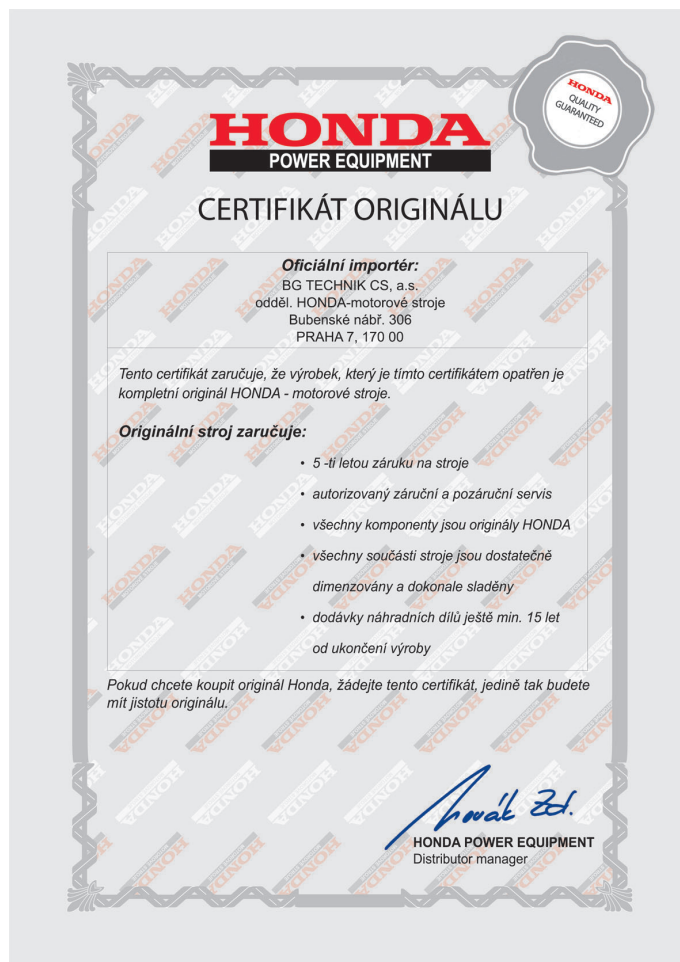 HONDA
QUALITY
GUARANTEED
HONDA
POWER EQUIPMENT
CERTIFIKÁT ORIGINÁLU
Oficiální importér:
BG TECHNIK CS, a.s.
odděl. HONDA-motorové stroje
Bubenské nábř. 306
PRAHA 7, 170 00
Tento certifikát zaručuje, že výrobek, který je tímto certifikátem opatřen je
kompletní originál HONDA - motorové stroje.
Originální stroj zaručuje:
• 5 -ti letou záruku na stroje
• autorizovaný záruční a pozáruční servis
• všechny komponenty jsou originály HONDA
• všechny součásti stroje jsou dostatečně
dimenzovány a dokonale sladěny
• dodávky náhradních dílů ještě min. 15 let
od ukončení výroby
Pokud chcete koupit originál Honda, žádejte tento certifikát, jedině tak budete
mít jistotu originálu.
Novák Zd.
HONDA POWER EQUIPMENT
Distributor manager